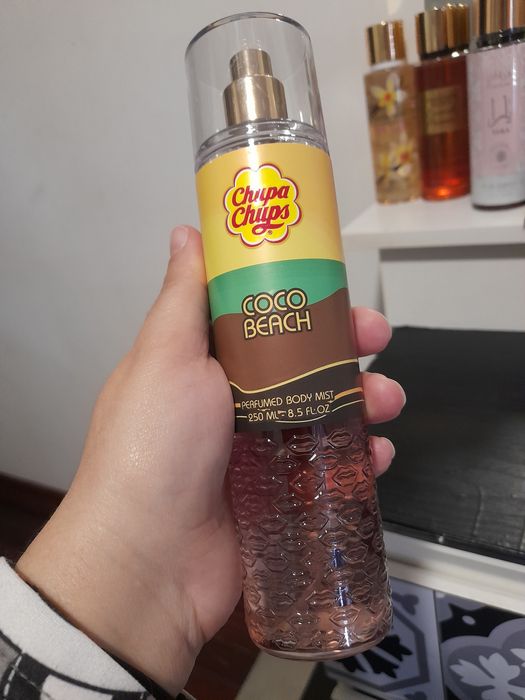 Chupa
Chups
®
COCO
BEACH
PERFUMED BODY MIST
250 ML - 8.5 FL·OZ